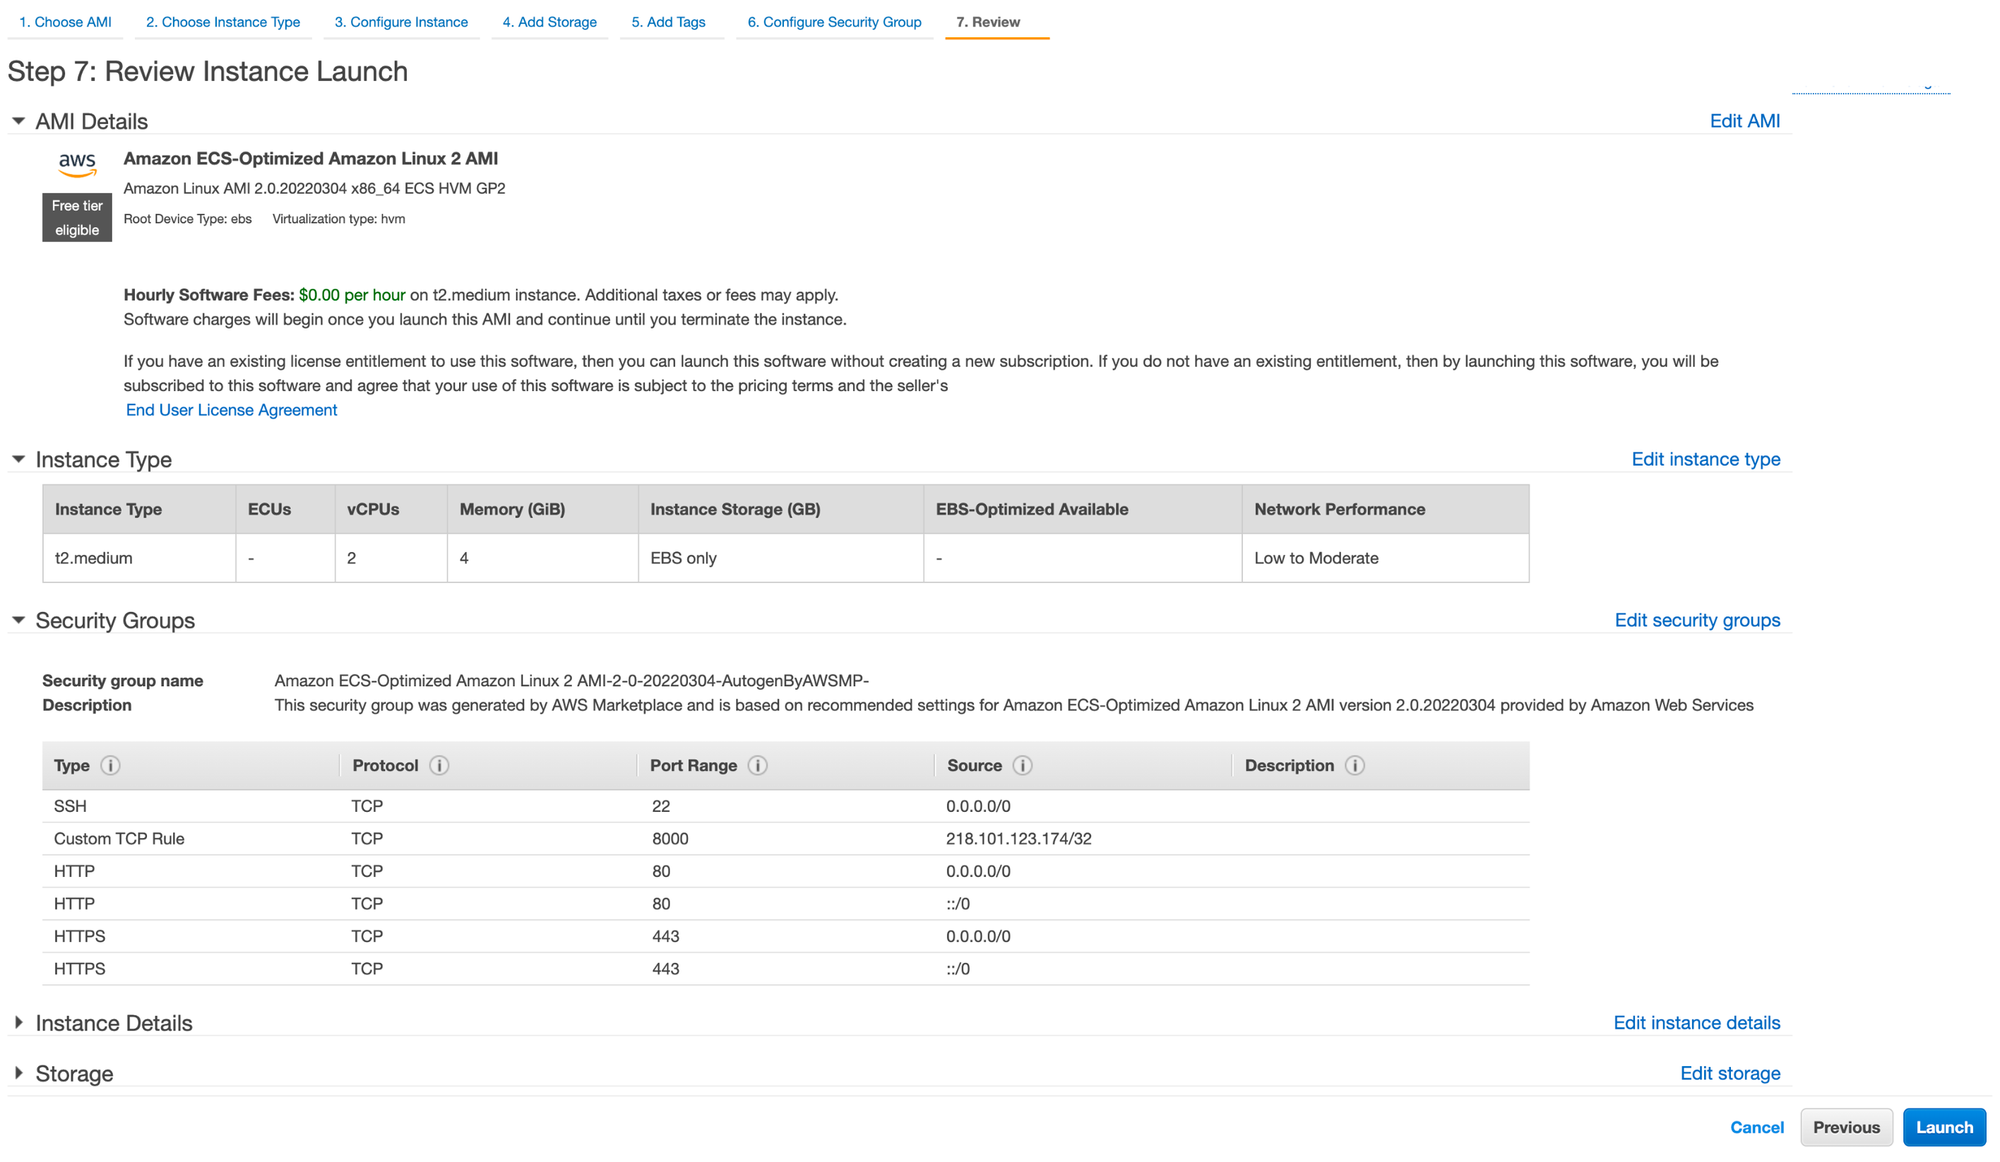 1. Choose AMI 2. Choose Instance Type 3. Configure Instance 4. Add Storage 5. Add Tags 6. Configure Security Group 7. Review
Step 7: Review Instance Launch
AMI Details Edit AMI
aws
Free tier
eligible
Amazon ECS-Optimized Amazon Linux 2 AMI
Amazon Linux AMI 2.0.20220304 x86_64 ECS HVM GP2
Root Device Type: ebs Virtualization type: hvm
Hourly Software Fees: $0.00 per hour on t2.medium instance. Additional taxes or fees may apply.
Software charges will begin once you launch this AMI and continue until you terminate the instance.
If you have an existing license entitlement to use this software, then you can launch this software without creating a new subscription. If you do not have an existing entitlement, then by launching this software, you will be
subscribed to this software and agree that your use of this software is subject to the pricing terms and the seller's
End User License Agreement
Instance Type Edit instance type
Instance Type ECUs vCPUs Memory (GiB) Instance Storage (GB) EBS-Optimized Available Network Performance
t2.medium - 2 4 EBS only - Low to Moderate
Security Groups Edit security groups
Security group name Amazon ECS-Optimized Amazon Linux 2 AMI-2-0-20220304-AutogenByAWSMP-
Description This security group was generated by AWS Marketplace and is based on recommended settings for Amazon ECS-Optimized Amazon Linux 2 AMI version 2.0.20220304 provided by Amazon Web Services
Type i Protocol i Port Range i Source i Description i
SSH TCP 22 0.0.0.0/0
Custom TCP Rule TCP 8000 218.101.123.174/32
HTTP TCP 80 0.0.0.0/0
HTTP TCP 80 ::/0
HTTPS TCP 443 0.0.0.0/0
HTTPS TCP 443 ::/0
Instance Details Edit instance details
Storage Edit storage
Cancel Previous Launch